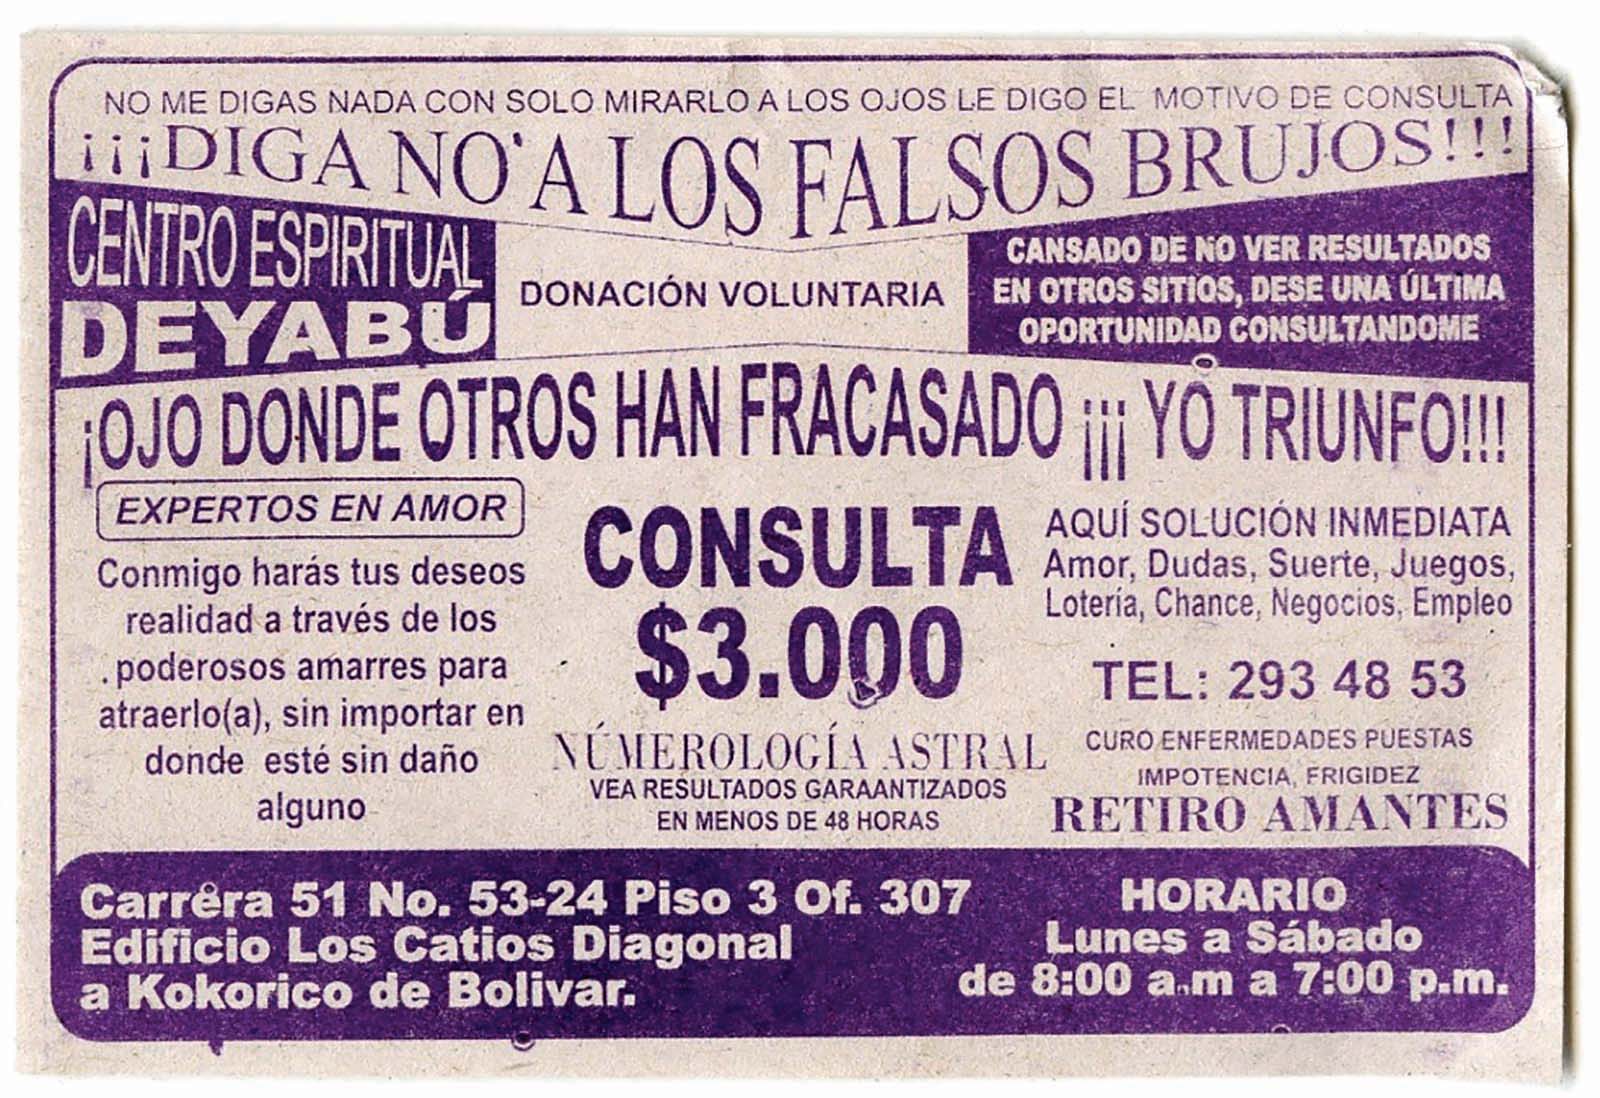 NO ME DIGAS NADA CON SOLO MIRARLO A LOS OJOS LE DIGO EL MOTIVO DE CONSULTA
¡¡¡DIGA NO A LOS FALSOS BRUJOS!!!
CENTRO ESPIRITUAL
DEYABÚ
DONACIÓN VOLUNTARIA
CANSADO DE NO VER RESULTADOS
EN OTROS SITIOS, DESE UNA ÚLTIMA
OPORTUNIDAD CONSULTANDOME
¡OJO DONDE OTROS HAN FRACASADO ¡¡¡ YO TRIUNFO!!!
EXPERTOS EN AMOR
Conmigo harás tus deseos
realidad a través de los
poderosos amarres para
atraerlo(a), sin importar en
donde esté sin daño
alguno
CONSULTA
$3.000
NÚMEROLOGÍA ASTRAL
VEA RESULTADOS GARAANTIZADOS
EN MENOS DE 48 HORAS
AQUÍ SOLUCIÓN INMEDIATA
Amor, Dudas, Suerte, Juegos,
Lotería, Chance, Negocios, Empleo
TEL: 293 48 53
CURO ENFERMEDADES PUESTAS
IMPOTENCIA, FRIGIDEZ
RETIRO AMANTES
Carrera 51 No. 53-24 Piso 3 Of. 307
Edificio Los Catios Diagonal
a Kokorico de Bolivar.
HORARIO
Lunes a Sábado
de 8:00 a.m a 7:00 p.m.